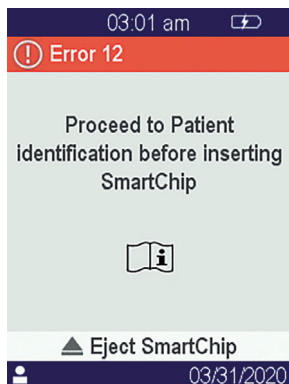 03:01 am
Error 12
Proceed to Patient
identification before inserting
SmartChip
Eject SmartChip
03/31/2020